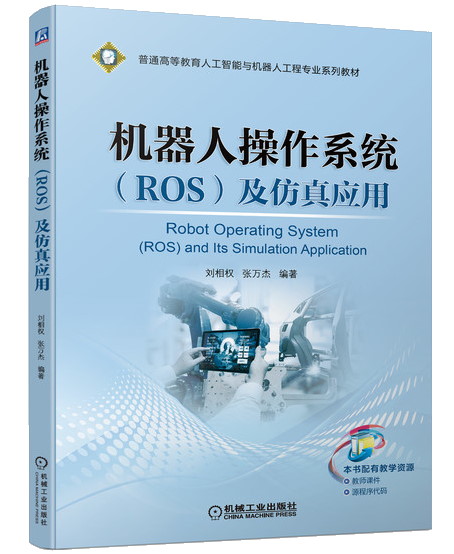 普通高等教育人工智能与机器人工程专业系列教材
机器人操作系统
（ROS）及仿真应用
Robot Operating System
(ROS) and Its Simulation Application
刘相权 张万杰 编著
本书配有教学资源
·教师课件
·源程序代码
机械工业出版社
CHINA MACHINE PRESS
机器人操作系统（ROS）及仿真应用
刘相权 张万杰 编著
机械工业出版社
CHINA MACHINE PRESS